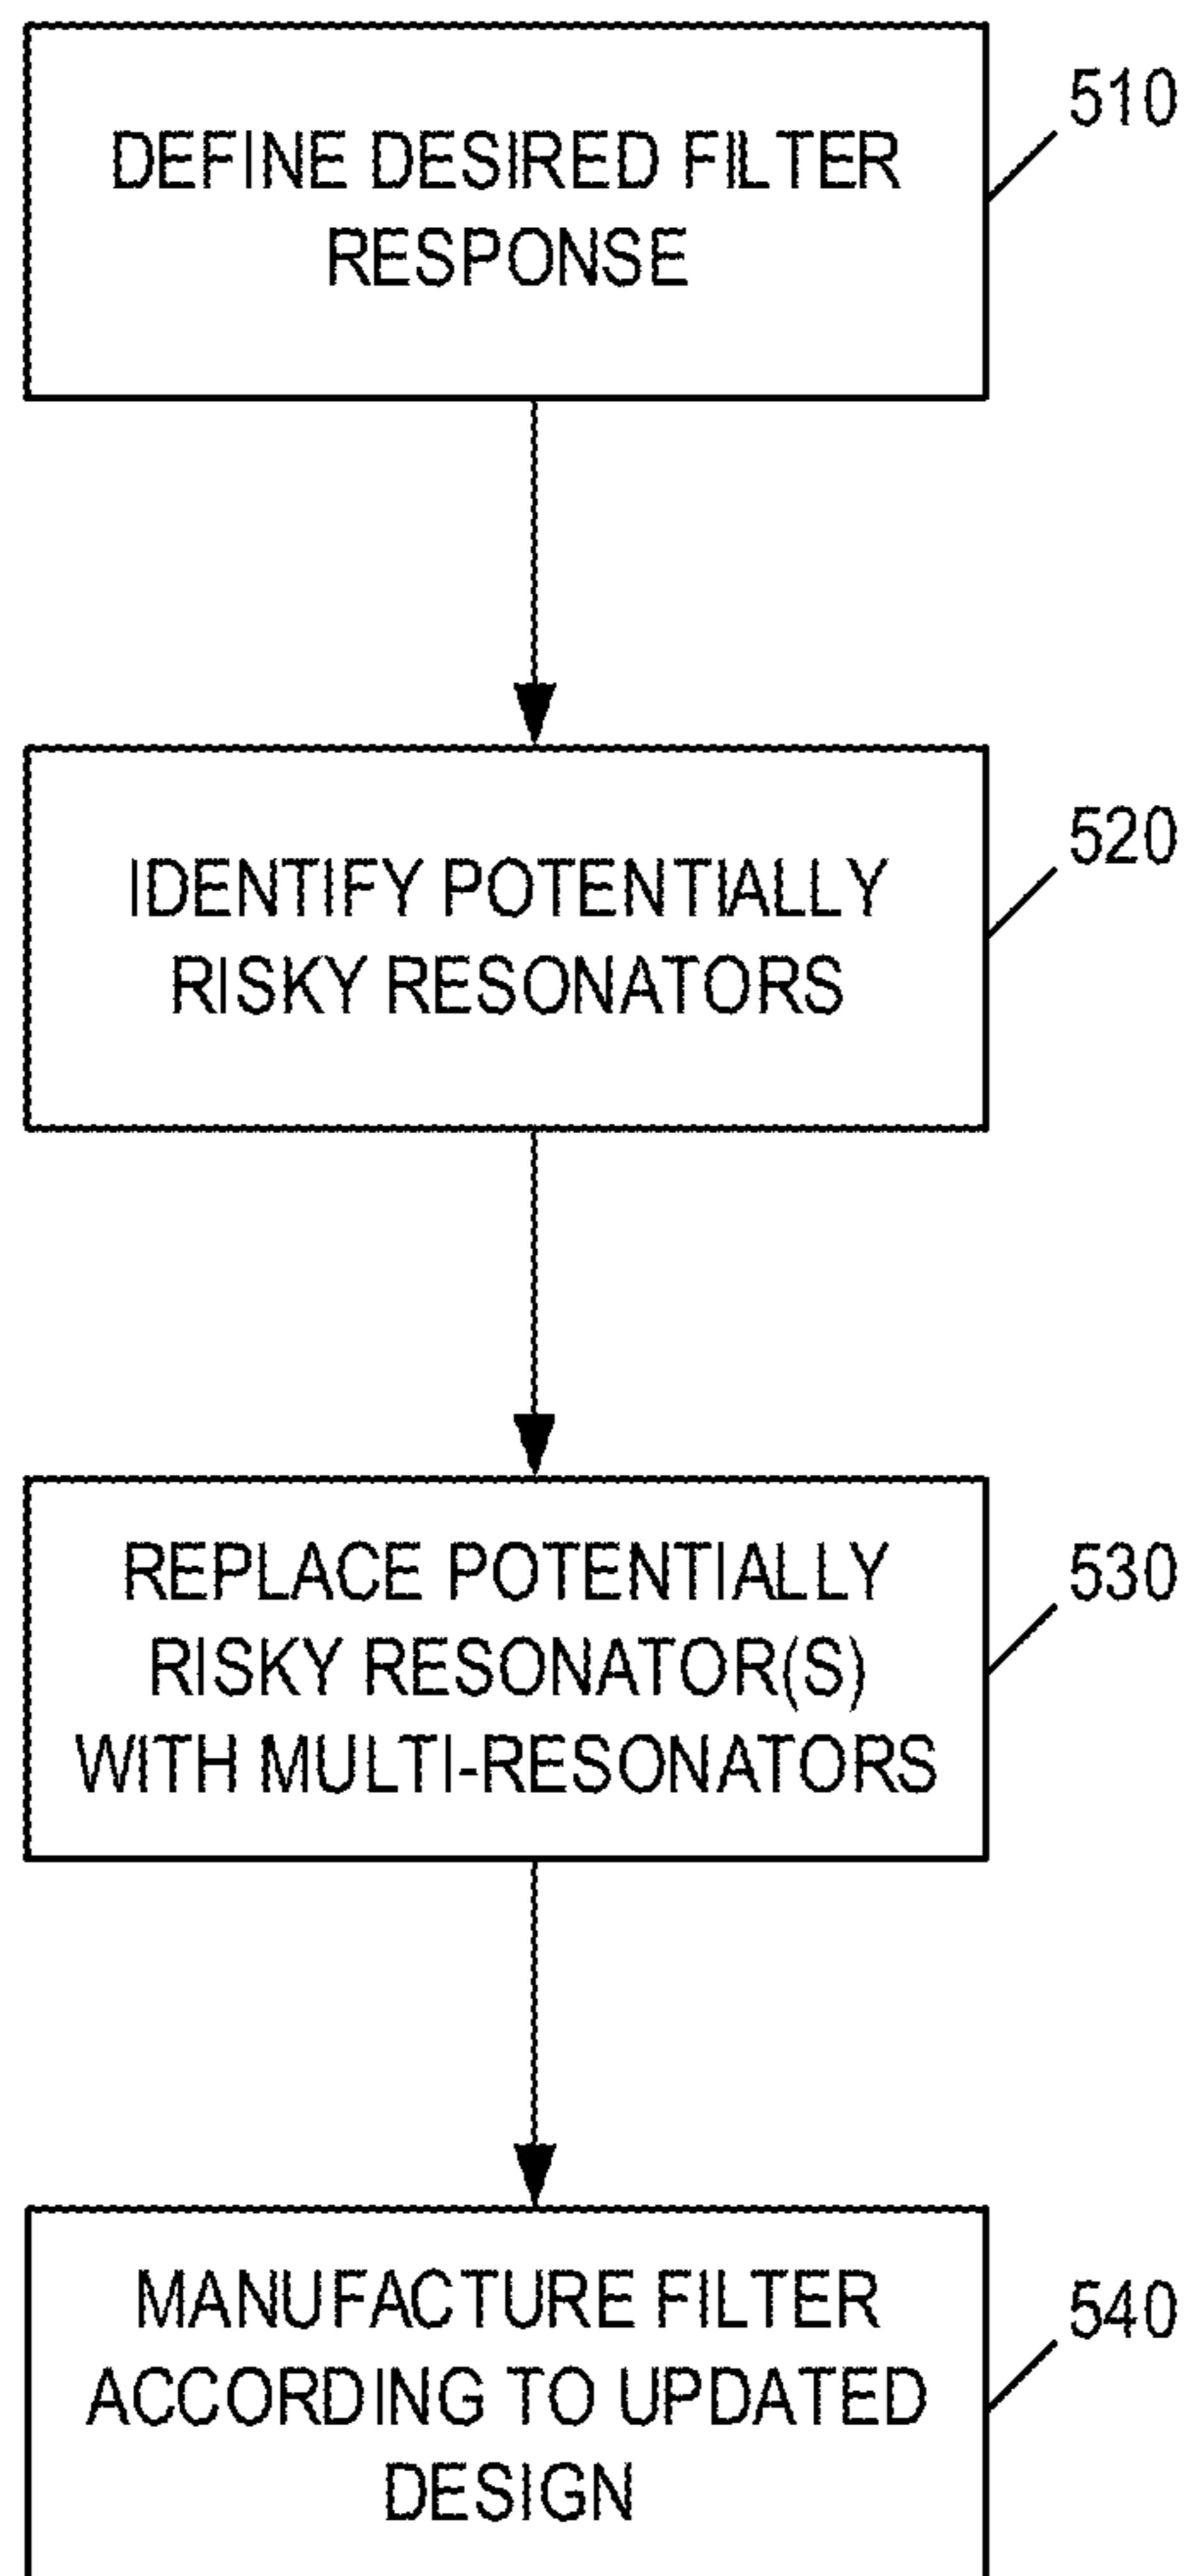 DEFINE DESIRED FILTER
RESPONSE
510
IDENTIFY POTENTIALLY
RISKY RESONATORS
520
REPLACE POTENTIALLY
RISKY RESONATOR(S)
WITH MULTI-RESONATORS
530
MANUFACTURE FILTER
ACCORDING TO UPDATED
DESIGN
540